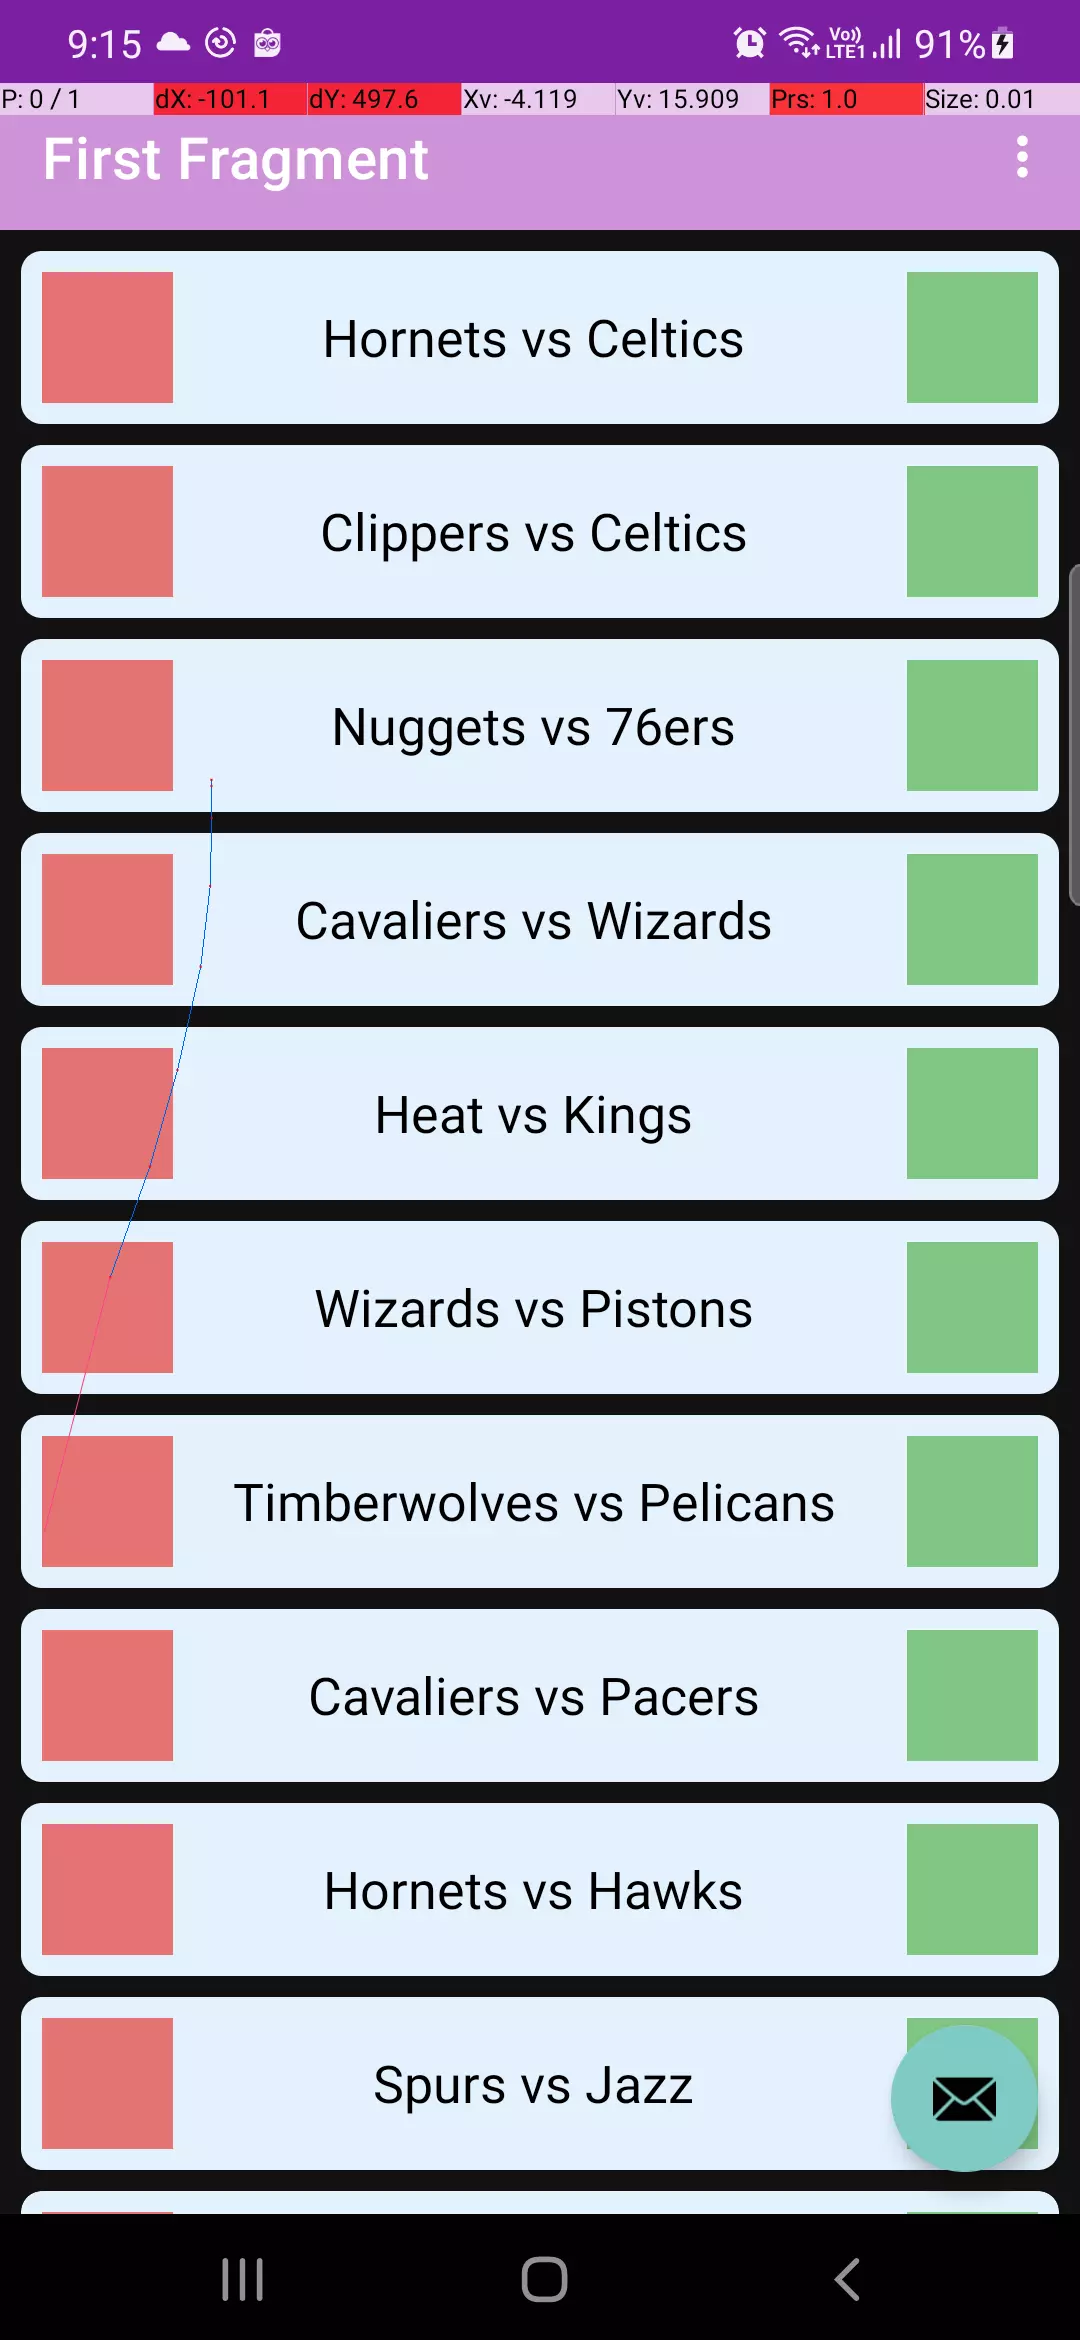 9:15 Vo)) LTE1 91%
P: 0 / 1 dX: -101.1 dY: 497.6 Xv: -4.119 Yv: 15.909 Prs: 1.0 Size: 0.01
First Fragment
Hornets vs Celtics
Clippers vs Celtics
Nuggets vs 76ers
Cavaliers vs Wizards
Heat vs Kings
Wizards vs Pistons
Timberwolves vs Pelicans
Cavaliers vs Pacers
Hornets vs Hawks
Spurs vs Jazz